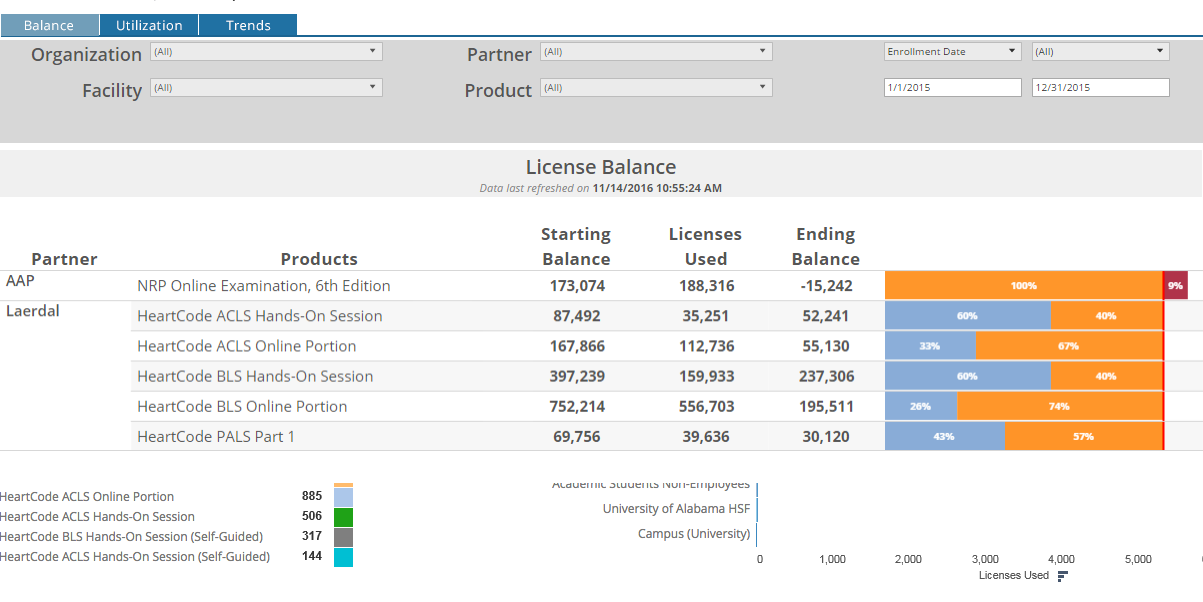 Balance Utilization Trends
Organization (All) Partner (All) Enrollment Date (All)
Facility (All) Product (All) 1/1/2015 12/31/2015
License Balance
Data last refreshed on 11/14/2016 10:55:24 AM
Starting Licenses Ending
Partner Products Balance Used Balance
AAP NRP Online Examination, 6th Edition 173,074 188,316 -15,242 100% 9%
Laerdal HeartCode ACLS Hands-On Session 87,492 35,251 52,241 60% 40%
HeartCode ACLS Online Portion 167,866 112,736 55,130 33% 67%
HeartCode BLS Hands-On Session 397,239 159,933 237,306 60% 40%
HeartCode BLS Online Portion 752,214 556,703 195,511 26% 74%
HeartCode PALS Part 1 69,756 39,636 30,120 43% 57%
HeartCode ACLS Online Portion 885
HeartCode ACLS Hands-On Session 506
HeartCode BLS Hands-On Session (Self-Guided) 317
HeartCode ACLS Hands-On Session (Self-Guided) 144
Academic Students Non-Employees
University of Alabama HSF
Campus (University)
0 1,000 2,000 3,000 4,000 5,000
Licenses Used